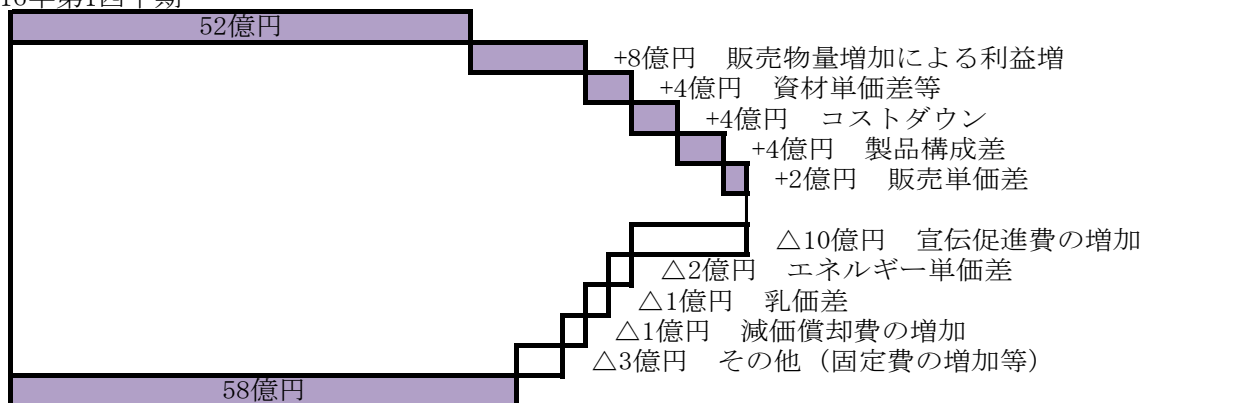 52億円
+8億円 販売物量増加による利益増
+4億円 資材単価差等
+4億円 コストダウン
+4億円 製品構成差
+2億円 販売単価差
△10億円 宣伝促進費の増加
△2億円 エネルギー単価差
△1億円 乳価差
△1億円 減価償却費の増加
△3億円 その他（固定費の増加等）
58億円